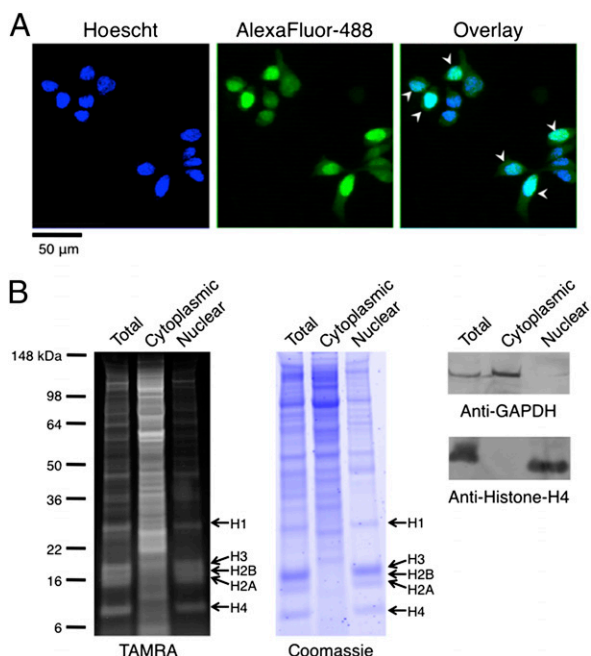 A
Hoescht AlexaFluor-488 Overlay
50 µm
B
Total Cytoplasmic Nuclear
Total Cytoplasmic Nuclear
Total Cytoplasmic Nuclear
148 kDa
98
64
50
36
22
16
6
H1
H3
H2B
H2A
H4
TAMRA
H1
H3
H2B
H2A
H4
Coomassie
Anti-GAPDH
Anti-Histone-H4